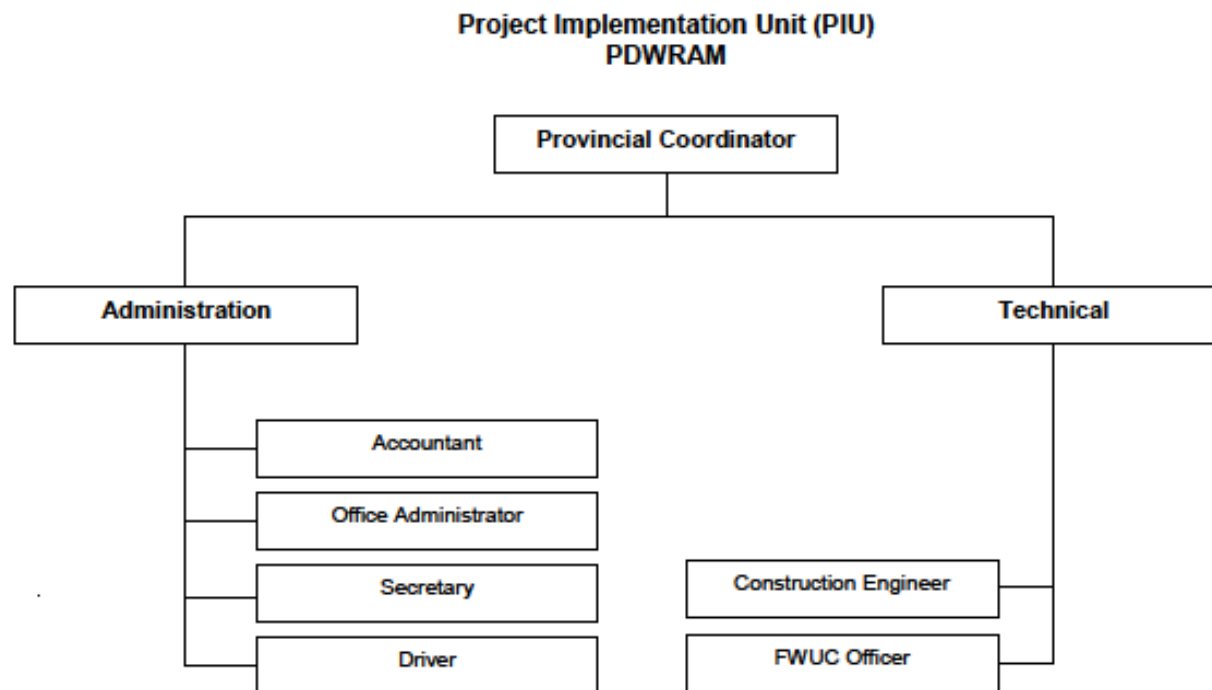 Project Implementation Unit (PIU)
PDWRAM
Provincial Coordinator
Administration
Technical
Accountant
Office Administrator
Secretary
Construction Engineer
Driver
FWUC Officer